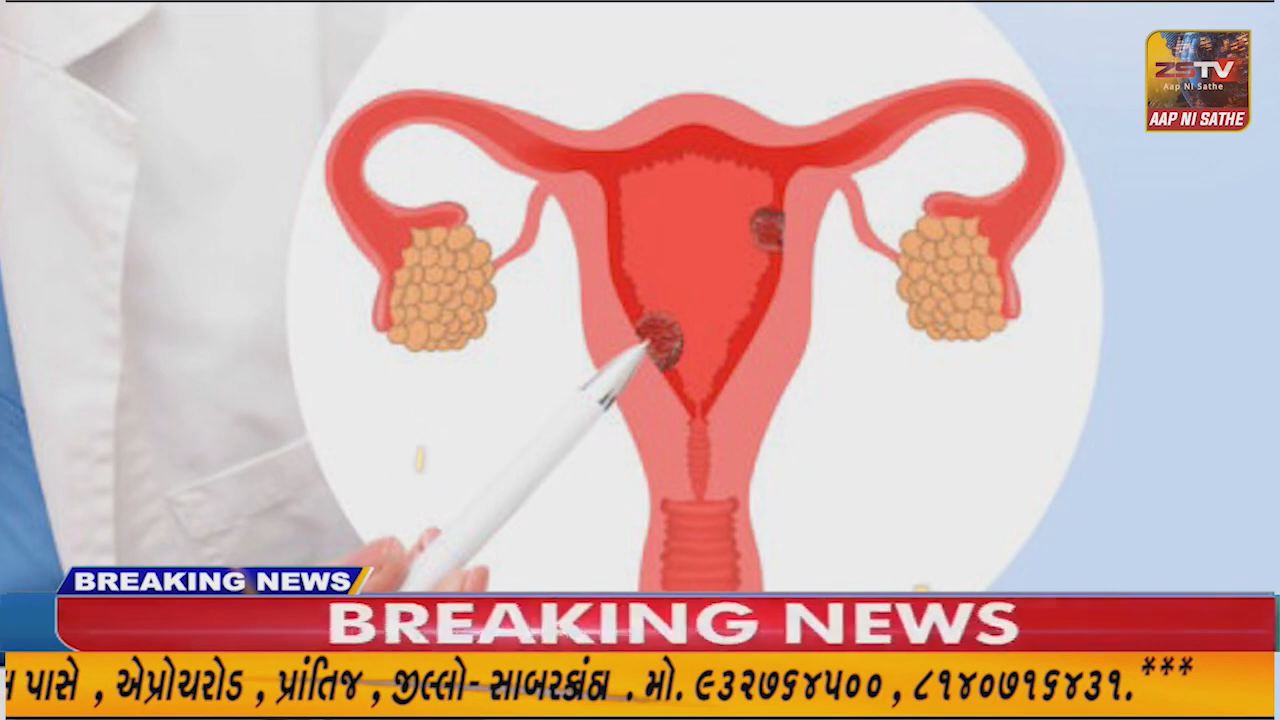 ZSTV
Aap Ni Sathe
AAP NI SATHE
BREAKING NEWS
BREAKING NEWS
પાસે , એપ્રોચરોડ , પ્રાંતિજ , જીલ્લો- સાબરકાંઠા . મો. ૯૩૨૭૬૪૫૦૦ , ૮૧૪૦૭૧૬૪૩૧. ***